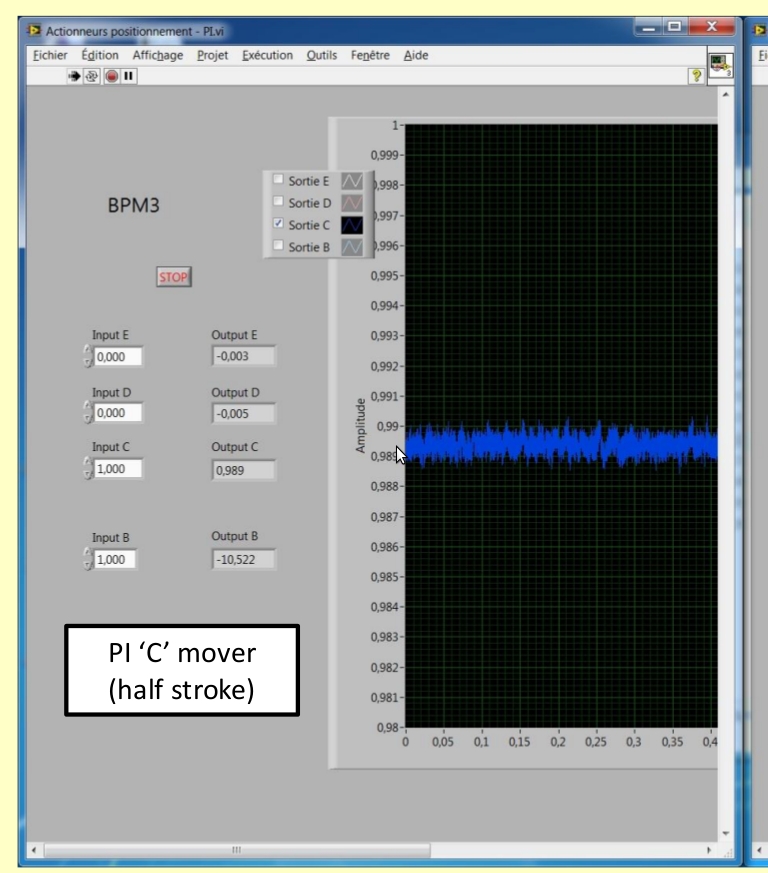 Actionneurs positionnement - PI.vi
Fichier Édition Affichage Projet Exécution Outils Fenêtre Aide
3
BPM3
Sortie E
Sortie D
Sortie C
Sortie B
STOP
Input E Output E
0,000 -0,003
Input D Output D
0,000 -0,005
Input C Output C
1,000 0,989
Input B Output B
1,000 -10,522
PI ‘C’ mover
(half stroke)
Amplitude
1
0,999
0,998
0,997
0,996
0,995
0,994
0,993
0,992
0,991
0,99
0,989
0,988
0,987
0,986
0,985
0,984
0,983
0,982
0,981
0,98
0 0,05 0,1 0,15 0,2 0,25 0,3 0,35 0,4